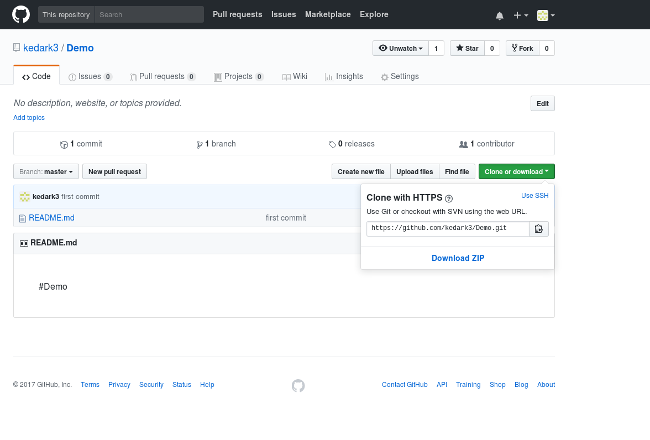 This repository Search Pull requests Issues Marketplace Explore
kedark3 / Demo Unwatch 1 Star 0 Fork 0
Code Issues 0 Pull requests 0 Projects 0 Wiki Insights Settings
No description, website, or topics provided. Edit
Add topics
1 commit 1 branch 0 releases 1 contributor
Branch: master New pull request Create new file Upload files Find file Clone or download
kedark3 first commit
README.md first commit
Clone with HTTPS ? Use SSH
Use Git or checkout with SVN using the web URL.
https://github.com/kedark3/Demo.git
Download ZIP
README.md
#Demo
© 2017 GitHub, Inc. Terms Privacy Security Status Help Contact GitHub API Training Shop Blog About